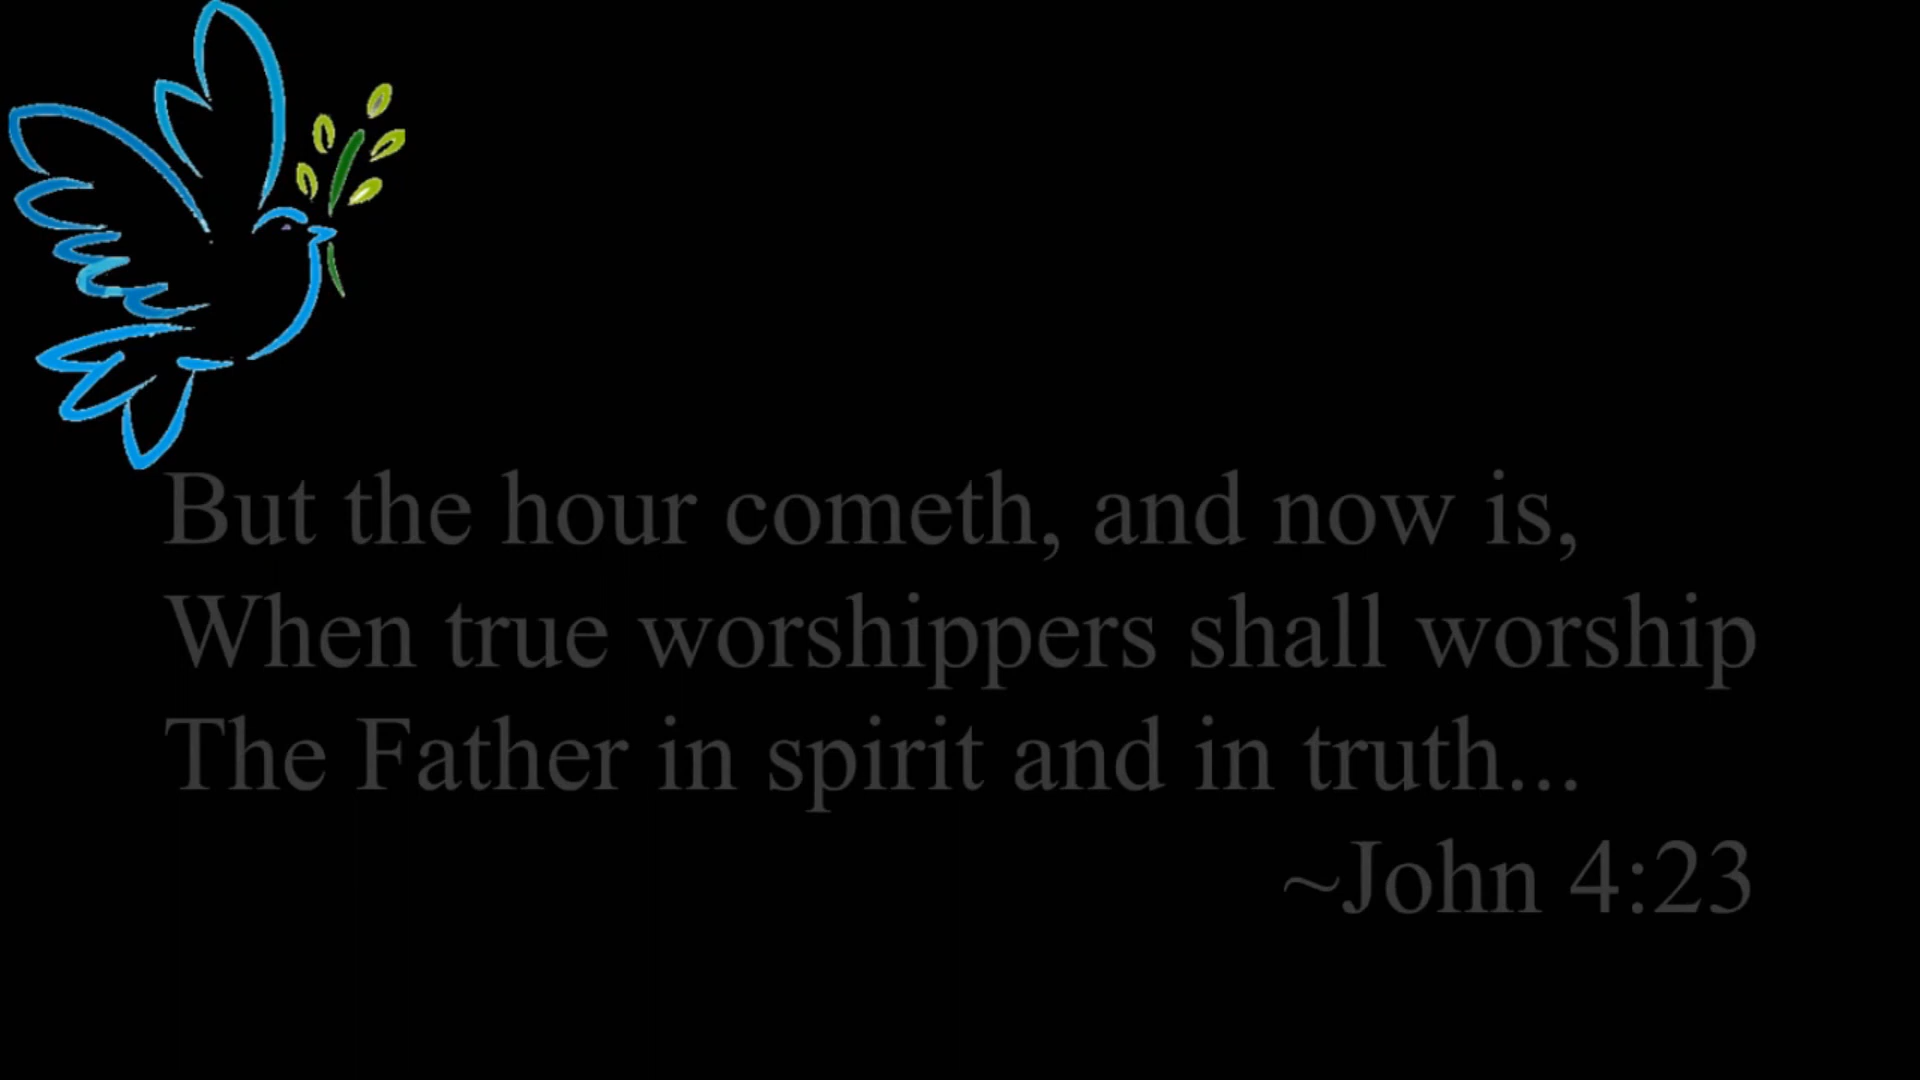 But the hour cometh, and now is,
When true worshippers shall worship
The Father in spirit and in truth...
~John 4:23